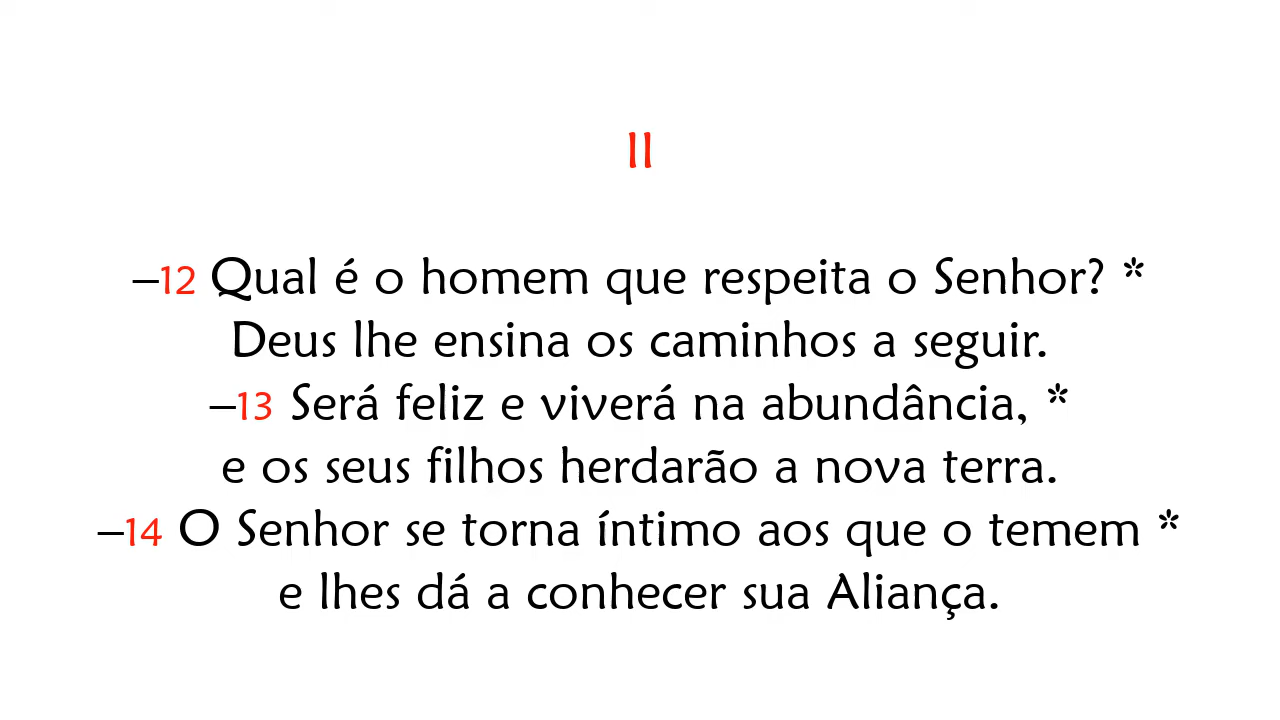 II
–12 Qual é o homem que respeita o Senhor? *
Deus lhe ensina os caminhos a seguir.
–13 Será feliz e viverá na abundância, *
e os seus filhos herdarão a nova terra.
–14 O Senhor se torna íntimo aos que o temem *
e lhes dá a conhecer sua Aliança.